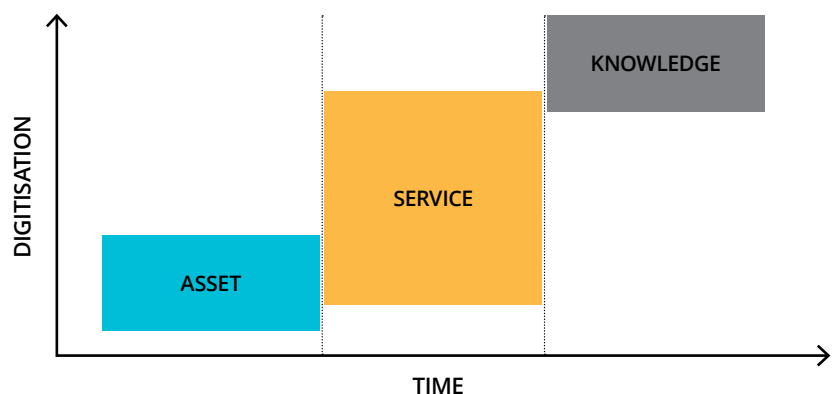 KNOWLEDGE
SERVICE
ASSET
DIGITISATION
TIME